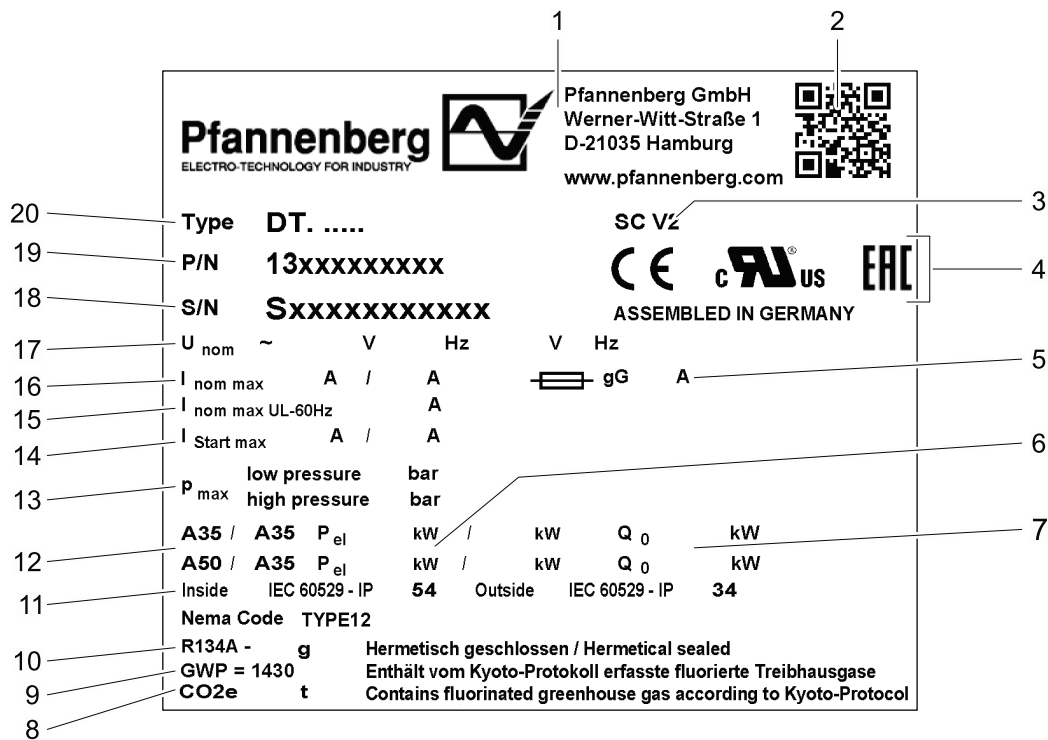 1 2
Pfannenberg
ELECTRO-TECHNOLOGY FOR INDUSTRY
Pfannenberg GmbH
Werner-Witt-Straße 1
D-21035 Hamburg
www.pfannenberg.com
20 Type DT. ..... SC V2 3
19 P/N 13xxxxxxxxx CE c RU ® US EAC 4
18 S/N Sxxxxxxxxxxx ASSEMBLED IN GERMANY
17 U nom ~ V Hz V Hz
16 I nom max A / A gG A 5
15 I nom max UL-60Hz A
14 I Start max A / A
6
13 p max low pressure bar
high pressure bar
12 A35 / A35 P el kW / kW Q 0 kW 7
A50 / A35 P el kW / kW Q 0 kW
11 Inside IEC 60529 - IP 54 Outside IEC 60529 - IP 34
Nema Code TYPE12
10 R134A - g Hermetisch geschlossen / Hermetical sealed
9 GWP = 1430 Enthält vom Kyoto-Protokoll erfasste fluorierte Treibhausgase
8 CO2e t Contains fluorinated greenhouse gas according to Kyoto-Protocol